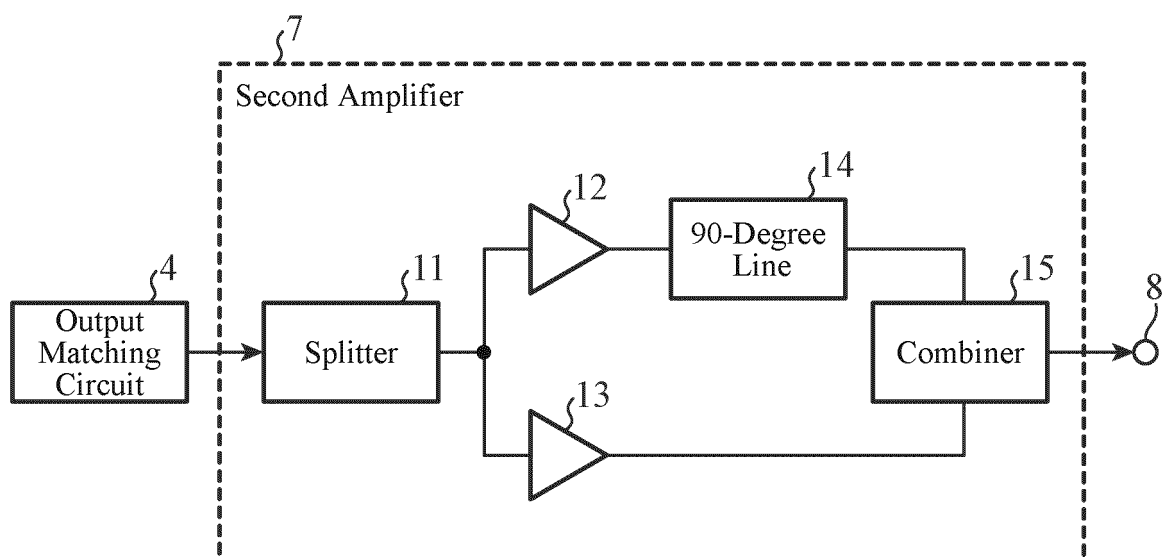 7
Second Amplifier
12
14
90-Degree
Line
4
Output
Matching
Circuit
11
Splitter
15
Combiner
8
13